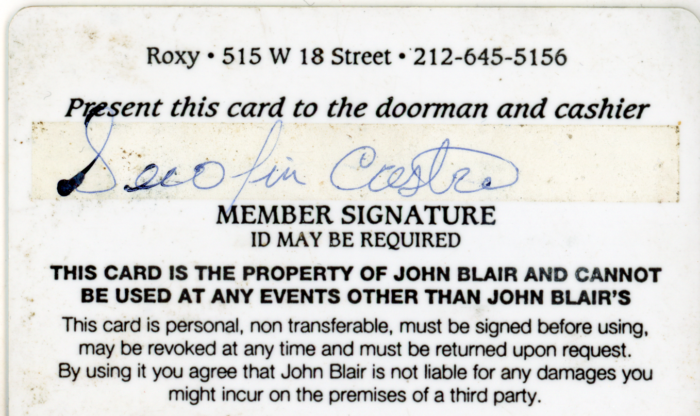 Roxy • 515 W 18 Street • 212-645-5156
Present this card to the doorman and cashier
Serofin Castro
MEMBER SIGNATURE
ID MAY BE REQUIRED
THIS CARD IS THE PROPERTY OF JOHN BLAIR AND CANNOT
BE USED AT ANY EVENTS OTHER THAN JOHN BLAIR'S
This card is personal, non transferable, must be signed before using,
may be revoked at any time and must be returned upon request.
By using it you agree that John Blair is not liable for any damages you
might incur on the premises of a third party.